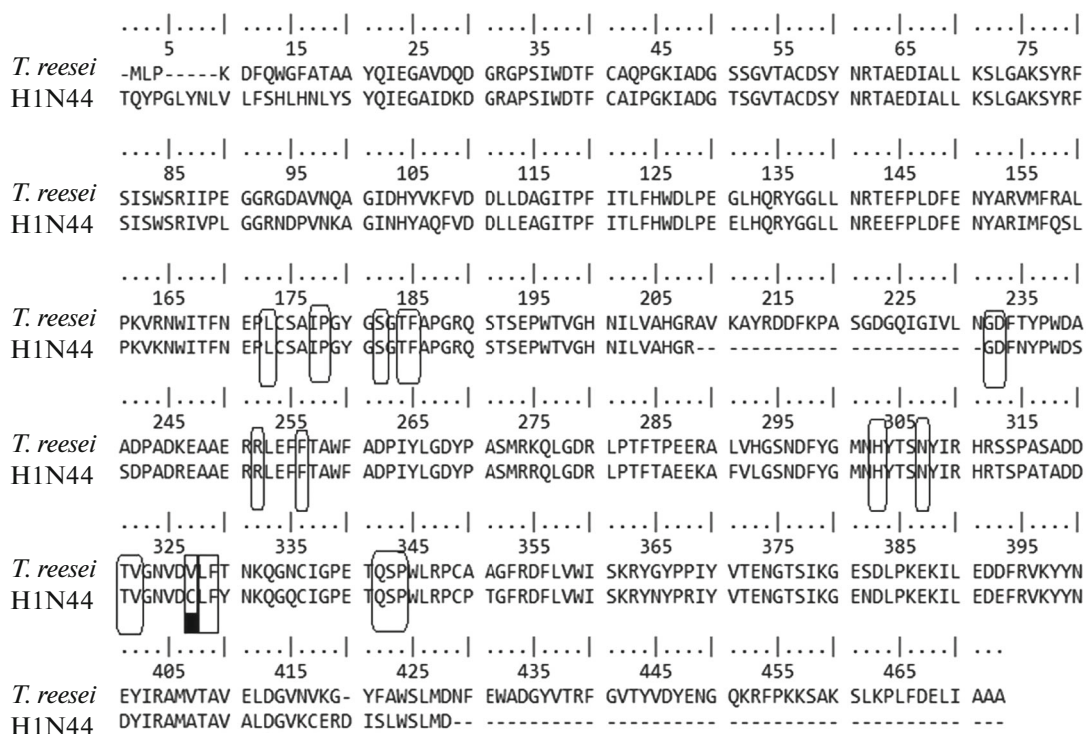 ....|....| ....|....| ....|....| ....|....| ....|....| ....|....| ....|....| ....|....|
5 15 25 35 45 55 65 75
T. reesei -MLP-----K DFQWGFATAA YQIEGAVDQD GRGPSIWDTF CAQPGKIADG SSGVTACDSY NRTAEDIALL KSLGAKSYRF
H1N44 TQYPGLYNLV LFSHLHNLYS YQIEGAIDKD GRAPSIWDTF CAIPGKIADG TSGVTACDSY NRTAEDIALL KSLGAKSYRF
....|....| ....|....| ....|....| ....|....| ....|....| ....|....| ....|....| ....|....|
85 95 105 115 125 135 145 155
T. reesei SISWSRIIPE GGRGDAVNQA GIDHYVKFVD DLLDAGITPF ITLFHWDLPE GLHQRYGGLL NRTEFPLDFE NYARVMFRAL
H1N44 SISWSRIVPL GGRNDPVNKA GINHYAQFVD DLLEAGITPF ITLFHWDLPE ELHQRYGGLL NREEFPLDFE NYARIMFQSL
....|....| ....|....| ....|....| ....|....| ....|....| ....|....| ....|....| ....|....|
165 175 185 195 205 215 225 235
T. reesei PKVRNWITFN EPLCSAIPGY GSGTFAPGRQ STSEPWTVGH NILVAHGRAV KAYRDDFKPA SGDGQIGIVL NGDFTYPWDA
H1N44 PKVKNWITFN EPLCSAIPGY GSGTFAPGRQ STSEPWTVGH NILVAHGR-- ---------- ---------- -GDFNYPWDS
....|....| ....|....| ....|....| ....|....| ....|....| ....|....| ....|....| ....|....|
245 255 265 275 285 295 305 315
T. reesei ADPADKEAAE RRLEFFTAWF ADPIYLGDYP ASMRKQLGDR LPTFTPEERA LVHGSNDFYG MNHYTSNYIR HRSSPASADD
H1N44 SDPADREAAE RRLEFFTAWF ADPIYLGDYP ASMRRQLGDR LPTFTAEEKA FVLGSNDFYG MNHYTSNYIR HRTSPATADD
....|....| ....|....| ....|....| ....|....| ....|....| ....|....| ....|....| ....|....|
325 335 345 355 365 375 385 395
T. reesei TVGNVDVLFT NKQGNCIGPE TQSPWLRPCA AGFRDFLVWI SKRYGYPPIY VTENGTSIKG ESDLPKEKIL EDDFRVKYYN
H1N44 TVGNVDCLFY NKQGQCIGPE TQSPWLRPCP TGFRDFLVWI SKRYNYPRIY VTENGTSIKG ENDLPKEKIL EDEFRVKYYN
....|....| ....|....| ....|....| ....|....| ....|....| ....|....| ....|....| ...
405 415 425 435 445 455 465
T. reesei EYIRAMVTAV ELDGVNVKG- YFAWSLMDNF EWADGYVTRF GVTYVDYENG QKRFPKKSAK SLKPLFDELI AAA
H1N44 DYIRAMATAV ALDGVKCERD ISLWSLMD-- ---------- ---------- ---------- ---------- ---